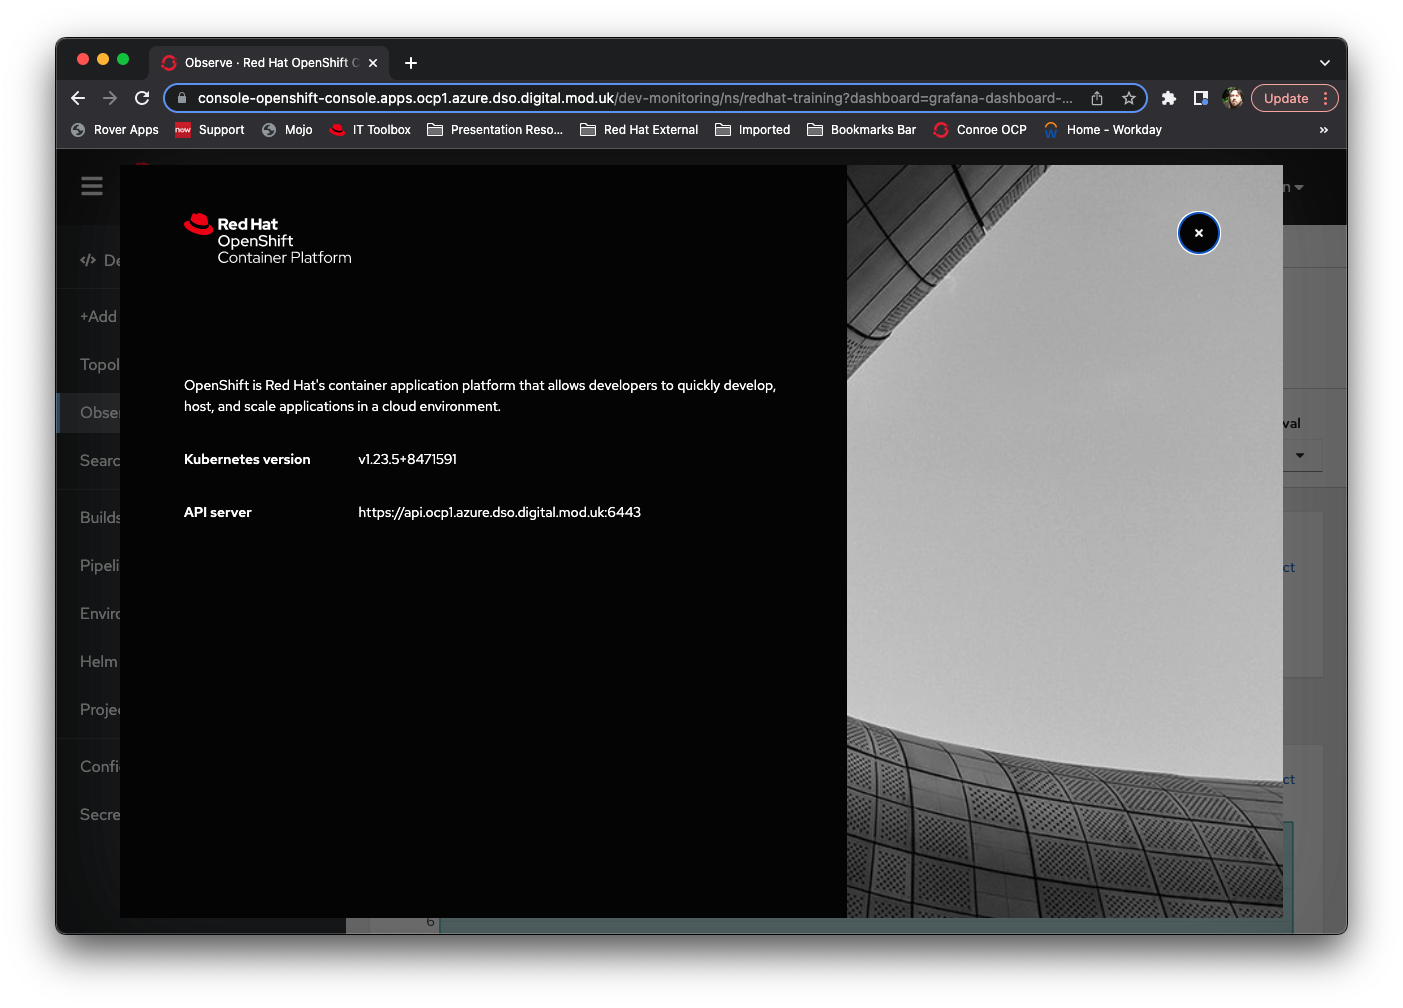 Observe · Red Hat OpenShift C
console-openshift-console.apps.ocp1.azure.dso.digital.mod.uk/dev-monitoring/ns/redhat-training?dashboard=grafana-dashboard-...
Update
Rover Apps
new Support
Mojo
IT Toolbox
Presentation Reso...
Red Hat External
Imported
Bookmarks Bar
Conroe OCP
Home - Workday
»
n
</> De
+Add
Topol
Obser
Searc
Builds
Pipeli
Enviro
Helm
Projec
Confi
Secre
Red Hat
OpenShift
Container Platform
OpenShift is Red Hat's container application platform that allows developers to quickly develop,
host, and scale applications in a cloud environment.
Kubernetes version v1.23.5+8471591
API server https://api.ocp1.azure.dso.digital.mod.uk:6443
val
ct
ct
6